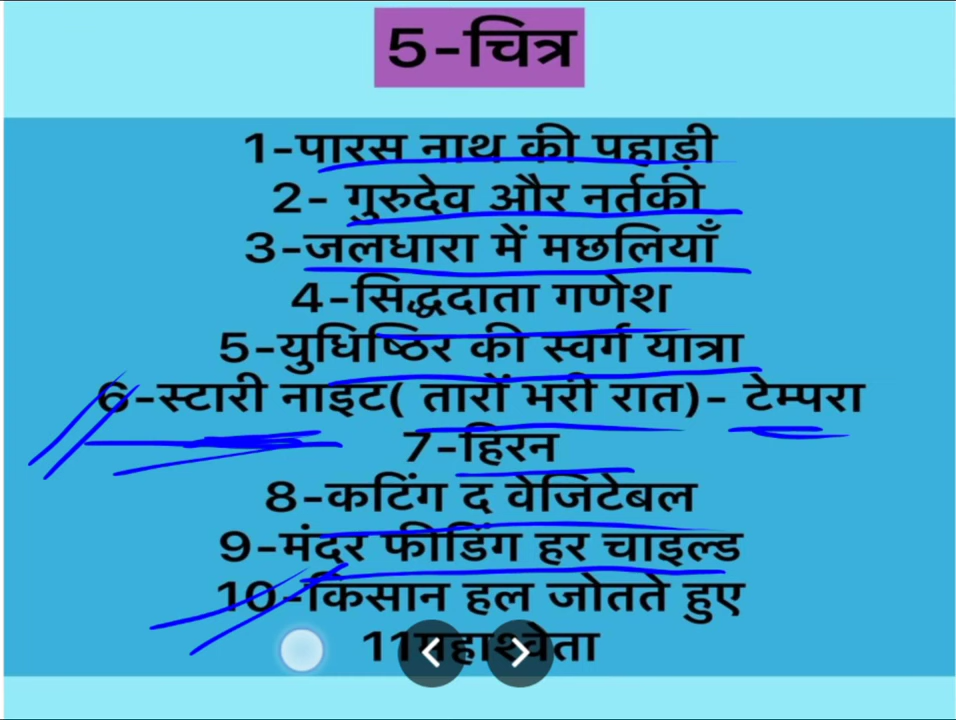 5-चित्र
1-पारस नाथ की पहाड़ी
2- गुरुदेव और नर्तकी
3-जलधारा में मछलियाँ
4-सिद्धदाता गणेश
5-युधिष्ठिर की स्वर्ग यात्रा
6-स्टारी नाइट( तारों भरी रात)- टेम्परा
7-हिरन
8-कटिंग द वेजिटेबल
9-मंदर फीडिंग हर चाइल्ड
10-किसान हल जोतते हुए
11महाश्वेता